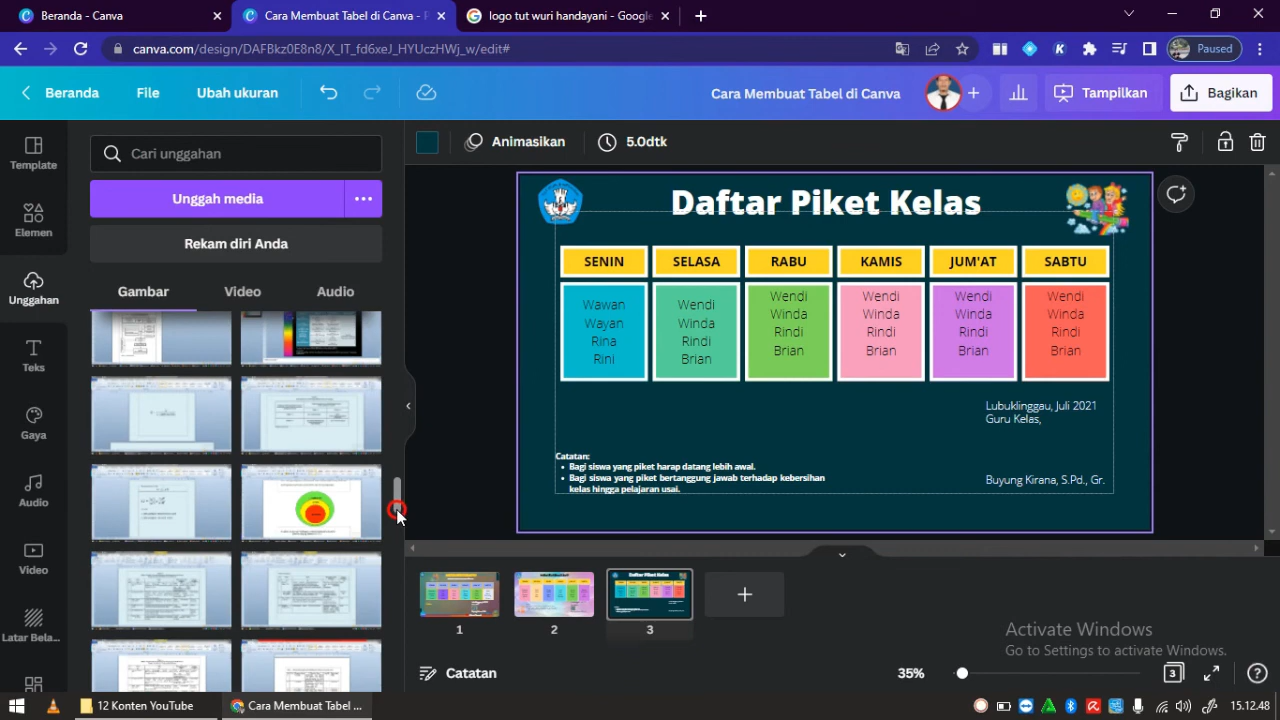 Beranda - Canva
Cara Membuat Tabel di Canva - P
logo tut wuri handayani - Google
canva.com/design/DAFBkz0E8n8/X_IT_fd6xeJ_HYUczHWj_w/edit#
Paused
Beranda
File
Ubah ukuran
Cara Membuat Tabel di Canva
Tampilkan
Bagikan
Template
Elemen
Unggahan
Teks
Gaya
Audio
Video
Latar Bela...
Cari unggahan
Unggah media
Rekam diri Anda
Gambar
Video
Audio
Animasikan
5.0dtk
Daftar Piket Kelas
SENIN
SELASA
RABU
KAMIS
JUM'AT
SABTU
Wawan
Wayan
Rina
Rini
Wendi
Winda
Rindi
Brian
Wendi
Winda
Rindi
Brian
Wendi
Winda
Rindi
Brian
Wendi
Winda
Rindi
Brian
Wendi
Winda
Rindi
Brian
Lubuklinggau, Juli 2021
Guru Kelas,
Catatan:
Bagi siswa yang piket harap datang lebih awal.
Bagi siswa yang piket bertanggung jawab terhadap kebersihan
kelas hingga pelajaran usai.
Buyung Kirana, S.Pd., Gr.
1
2
Daftar Piket Kelas
3
Activate Windows
Go to Settings to activate Windows.
Catatan
35%
3
12 Konten YouTube
Cara Membuat Tabel ...
15.12.48